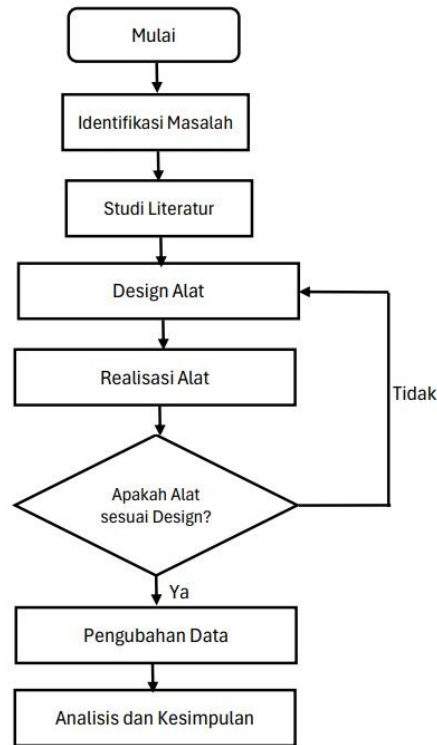 Mulai
Identifikasi Masalah
Studi Literatur
Design Alat
Realisasi Alat
Tidak
Apakah Alat
sesuai Design?
Ya
Pengubahan Data
Analisis dan Kesimpulan